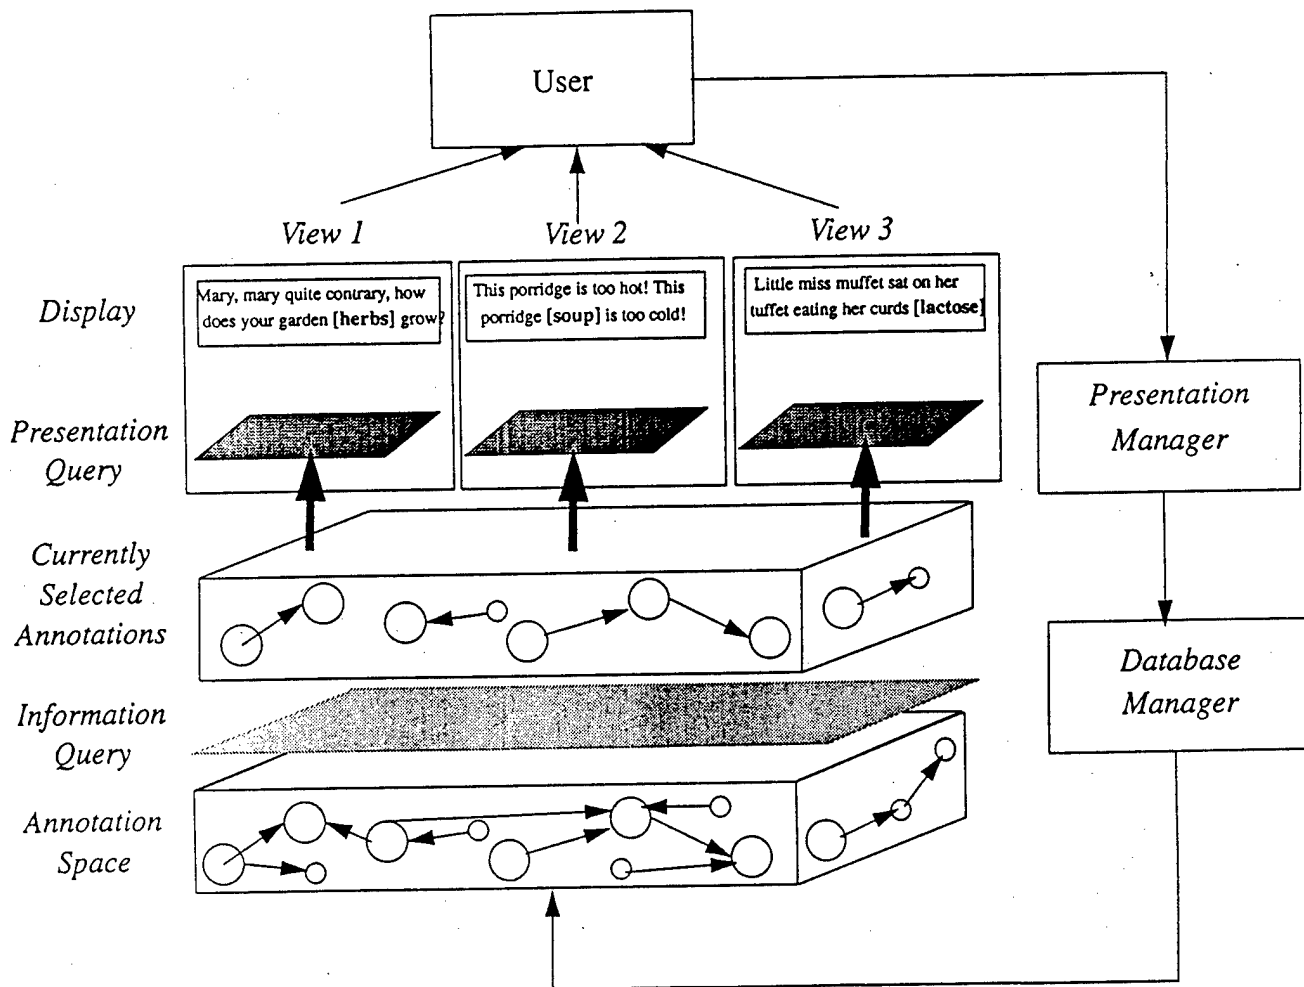 User
View 1
View 2
View 3
Display
Mary, mary quite contrary, how
does your garden [herbs] grow?
This porridge is too hot! This
porridge [soup] is too cold!
Little miss muffet sat on her
tuffet eating her curds [lactose]
Presentation
Query
Presentation
Manager
Currently
Selected
Annotations
Database
Manager
Information
Query
Annotation
Space